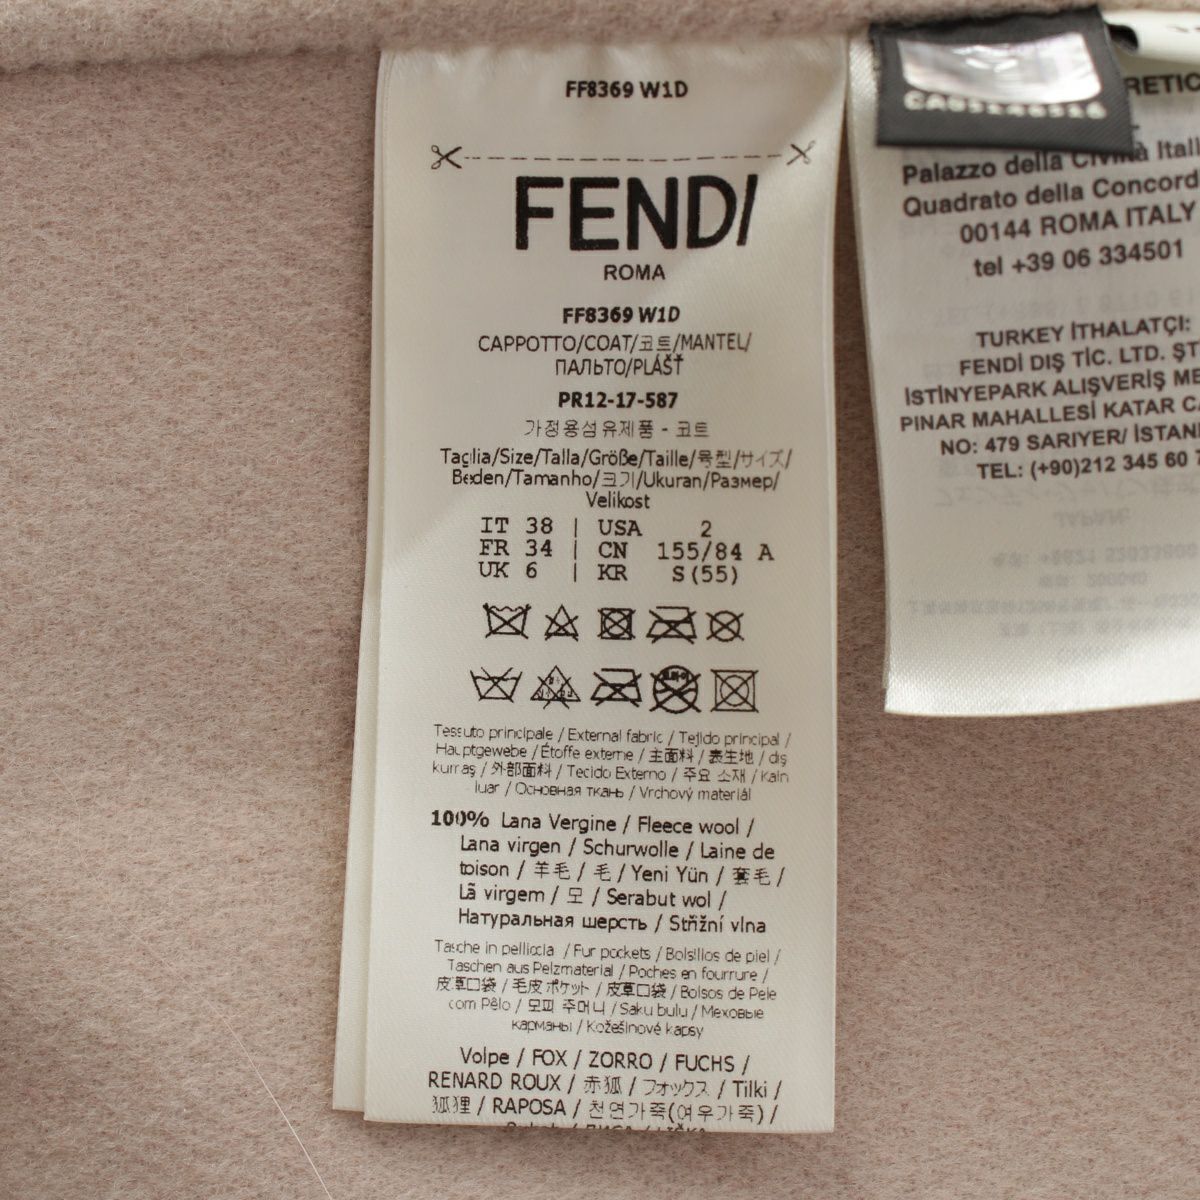 FF8369 W1D
FENDI
ROMA
FF8369 W1D
CAPPOTTO/COAT/코트/MANTEL/
ПАЛЬТО/PLÁŠŤ
PR12-17-587
가정용섬유제품 - 코트
Taglia/Size/Talla/Größe/Taille/号型/サイズ/
Beden/Tamanho/크기/Ukuran/Размер/
Velikost
IT 38 | USA 2
FR 34 | CN 155/84 A
UK 6 | KR S(55)
Tessuto principale / External fabric / Tejido principal /
Hauptgewebe / Étoffe externe / 主面料 / 表生地 / dış
kumaş / 外部面料 / Tecido Externo / 주요 소재 / Kain
luar / Основная ткань / Vrchový materiál
100% Lana Vergine / Fleece wool /
Lana virgen / Schurwolle / Laine de
toison / 羊毛 / 毛 / Yeni Yün / 套毛 /
Lã virgem / 모 / Serabut wol /
Натуральная шерсть / Střižní vlna
Tasche in pelliccia / Fur pockets / Bolsillos de piel /
Taschen aus Pelzmaterial / Poches en fourrure /
皮草口袋 / 毛皮ポケット / 皮草口袋 / Bolsos de Pele
com Pêlo / 모피 주머니 / Saku bulu / Меховые
карманы / Kožešinové kapsy
Volpe / FOX / ZORRO / FUCHS /
RENARD ROUX / 赤狐 / フォックス / Tilki /
狐狸 / RAPOSA / 천연가죽(여우가죽) /
Palazzo della Civiltà Itali
Quadrato della Concord
00144 ROMA ITALY
tel +39 06 334501
TURKEY İTHALATÇI:
FENDİ DIŞ TİC. LTD. ŞT
İSTİNYEPARK ALIŞVERİŞ ME
PINAR MAHALLESİ KATAR CA
NO: 479 SARIYER/ İSTAN
TEL: (+90)212 345 60 7